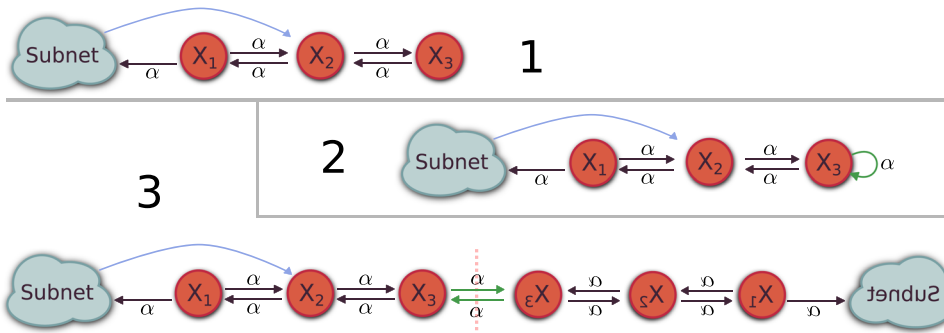 Subnet α X1 α α X2 α α X3 1
2 Subnet α X1 α α X2 α α X3 α
3
Subnet α X1 α α X2 α α X3 α α X3 α α X2 α α X1 α Subnet